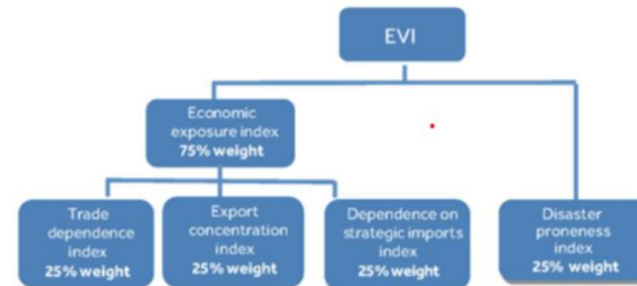 EVI
Economic
exposure index
75% weight
Trade
dependence
index
25% weight
Export
concentration
index
25% weight
Dependence on
strategic imports
index
25% weight
Disaster
proneness
index
25% weight